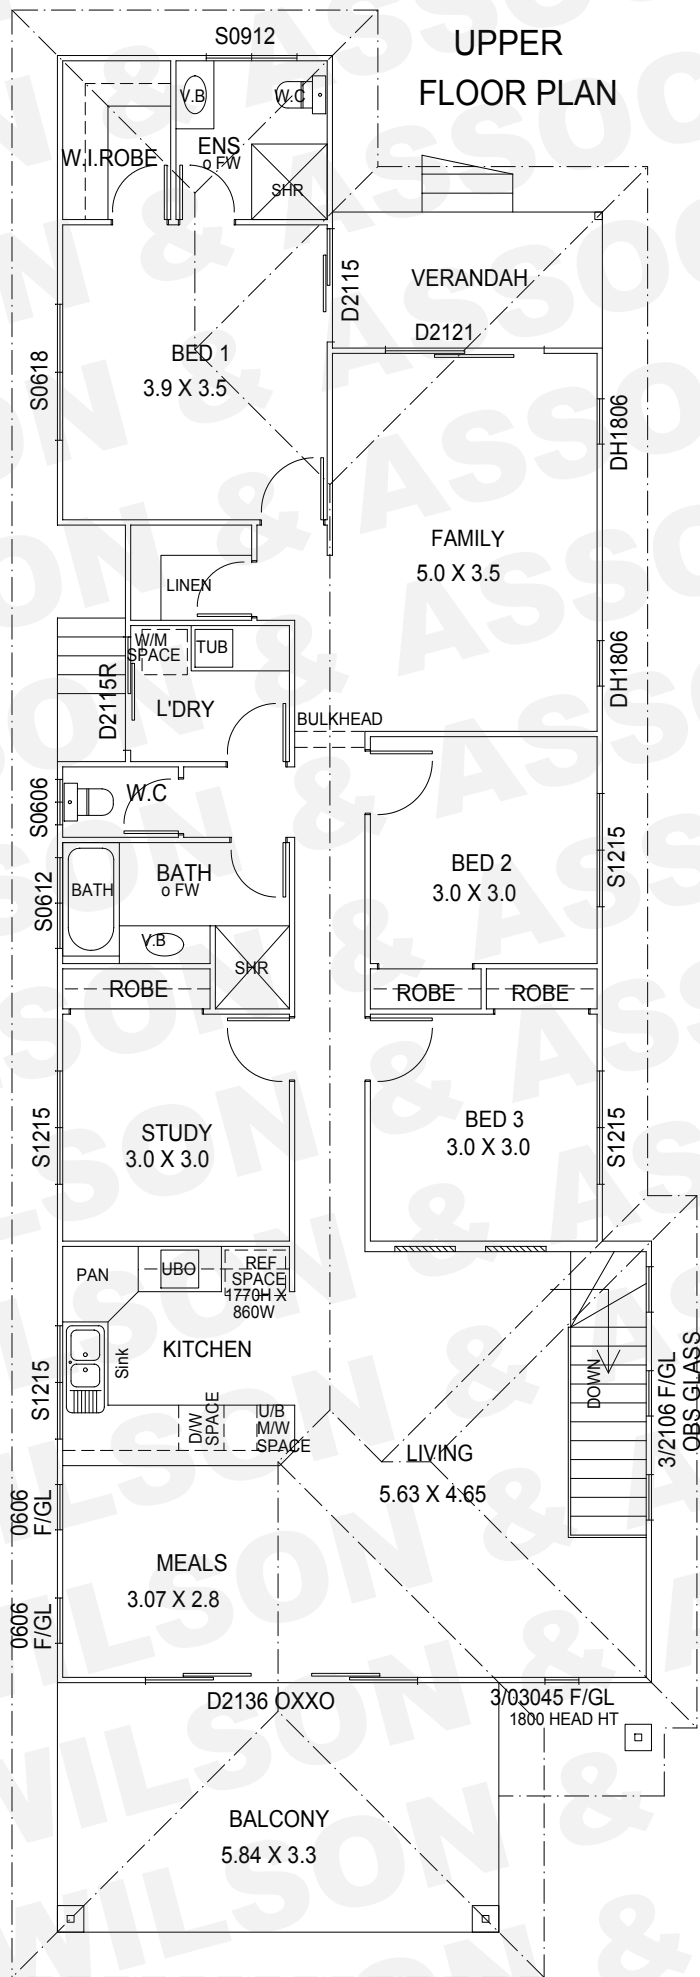 UPPER
FLOOR PLAN
S0912
V.B
W.C
W.I.ROBE
ENS
o FW
SHR
VERANDAH
D2115
D2121
BED 1
3.9 X 3.5
S0618
DH1806
FAMILY
5.0 X 3.5
LINEN
W/M
SPACE
TUB
D2115R
L'DRY
DH1806
BULKHEAD
W.C
S0606
BATH
o FW
BATH
S0612
V.B
SHR
BED 2
3.0 X 3.0
S1215
ROBE
ROBE
ROBE
STUDY
3.0 X 3.0
S1215
BED 3
3.0 X 3.0
S1215
PAN
UBO
REF
SPACE
1770H X
860W
KITCHEN
Sink
S1215
D/W
SPACE
U/B
M/W
SPACE
DOWN
3/2106 F/GL
OBS GLASS
LIVING
5.63 X 4.65
0606
F/GL
MEALS
3.07 X 2.8
0606
F/GL
D2136 OXXO
3/03045 F/GL
1800 HEAD HT
BALCONY
5.84 X 3.3
WILSON & ASSOC